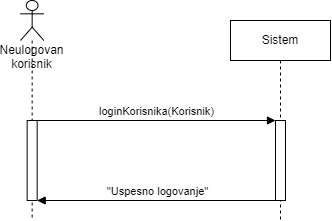 Neulogovan
korisnik
Sistem
loginKorisnika(Korisnik)
"Uspesno logovanje"